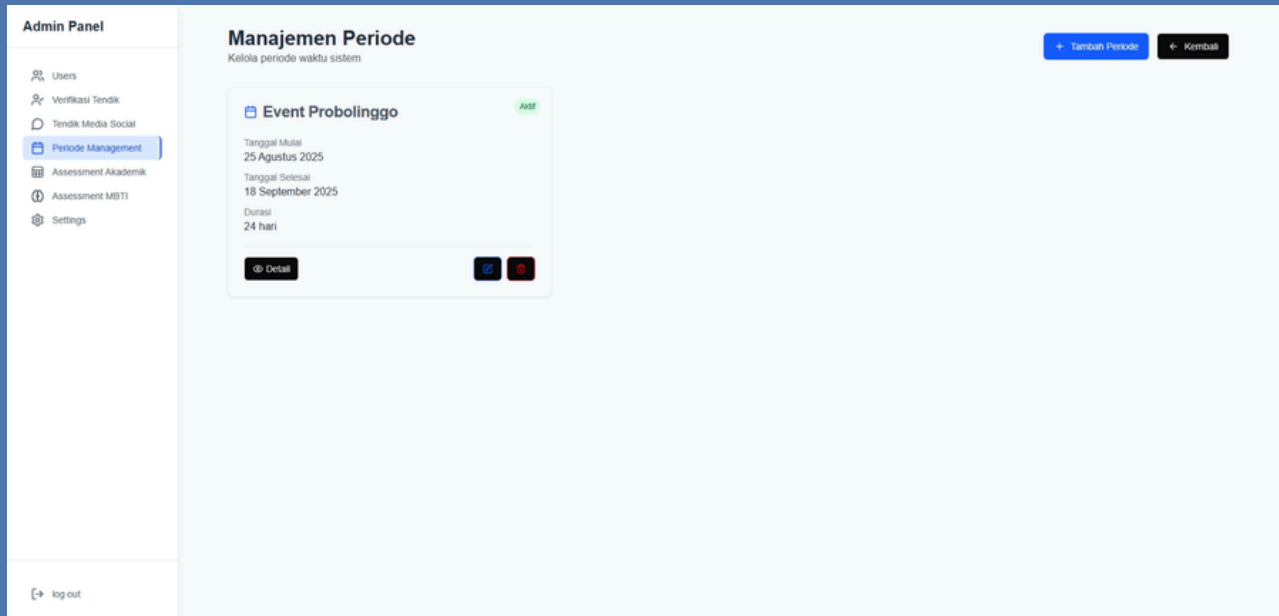 Admin Panel
Users
Verifikasi Tendik
Tendik Media Social
Periode Management
Assessment Akademik
Assessment MBTI
Settings
log out
Manajemen Periode
Kelola periode waktu sistem
+ Tambah Periode
← Kembali
Event Probolinggo
Aktif
Tanggal Mulai
25 Agustus 2025
Tanggal Selesai
18 September 2025
Durasi
24 hari
Detail